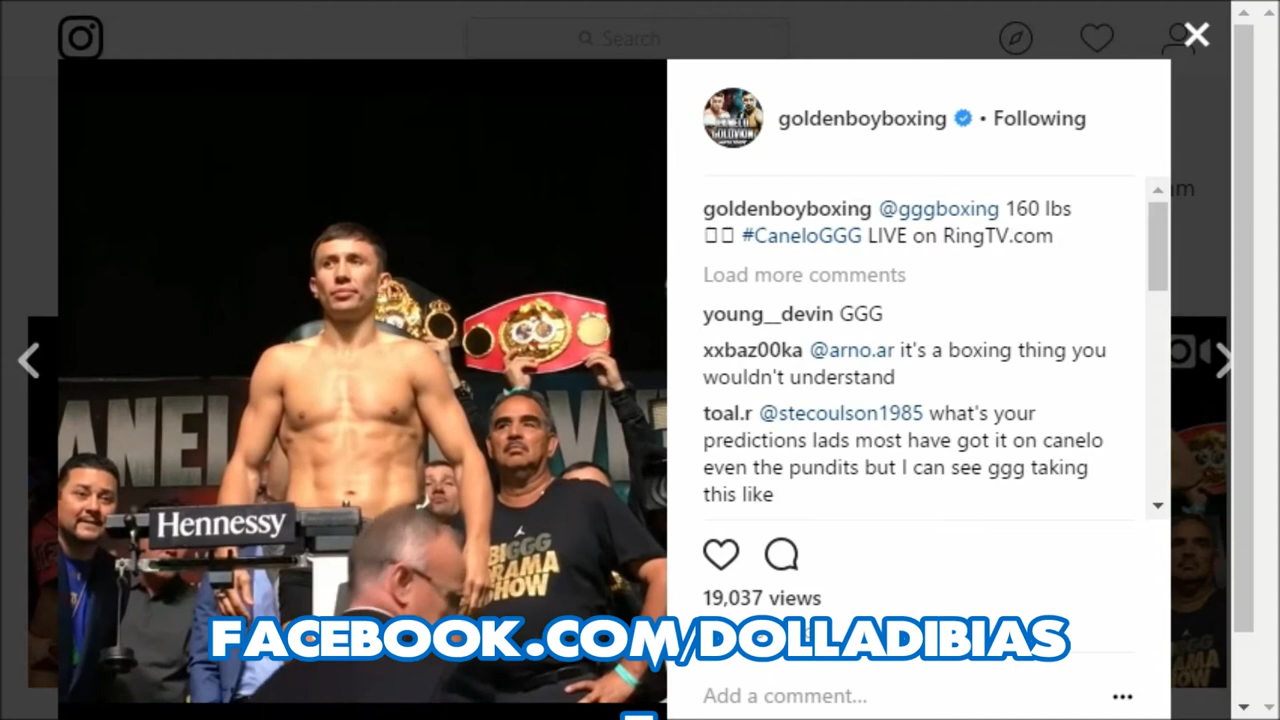 Search
goldenboyboxing • Following
goldenboyboxing @gggboxing 160 lbs
#CaneloGGG LIVE on RingTV.com
Load more comments
young__devin GGG
xxbaz00ka @arno.ar it's a boxing thing you
wouldn't understand
toal.r @stecoulson1985 what's your
predictions lads most have got it on canelo
even the pundits but I can see ggg taking
this like
19,037 views
Add a comment...
CANEL
Hennessy
BIGGG
DRAMA
SHOW
FACEBOOK.COM/DOLLADIBIAS